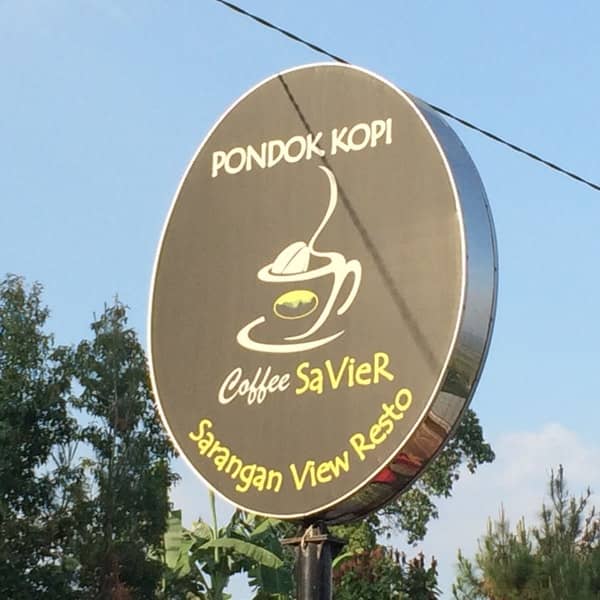 PONDOK KOPI
Coffee SaVieR
Sarangan View Resto